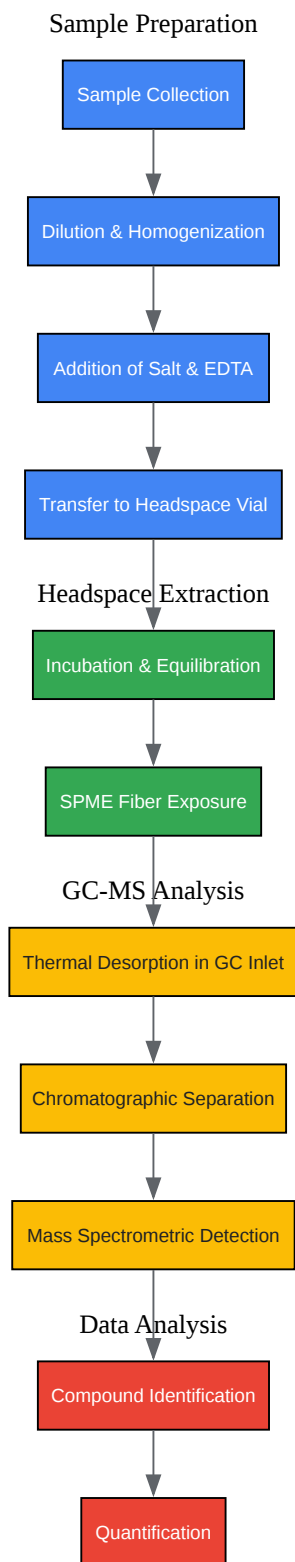 Sample Preparation
Sample Collection
Dilution & Homogenization
Addition of Salt & EDTA
Transfer to Headspace Vial
Headspace Extraction
Incubation & Equilibration
SPME Fiber Exposure
GC-MS Analysis
Thermal Desorption in GC Inlet
Chromatographic Separation
Mass Spectrometric Detection
Data Analysis
Compound Identification
Quantification